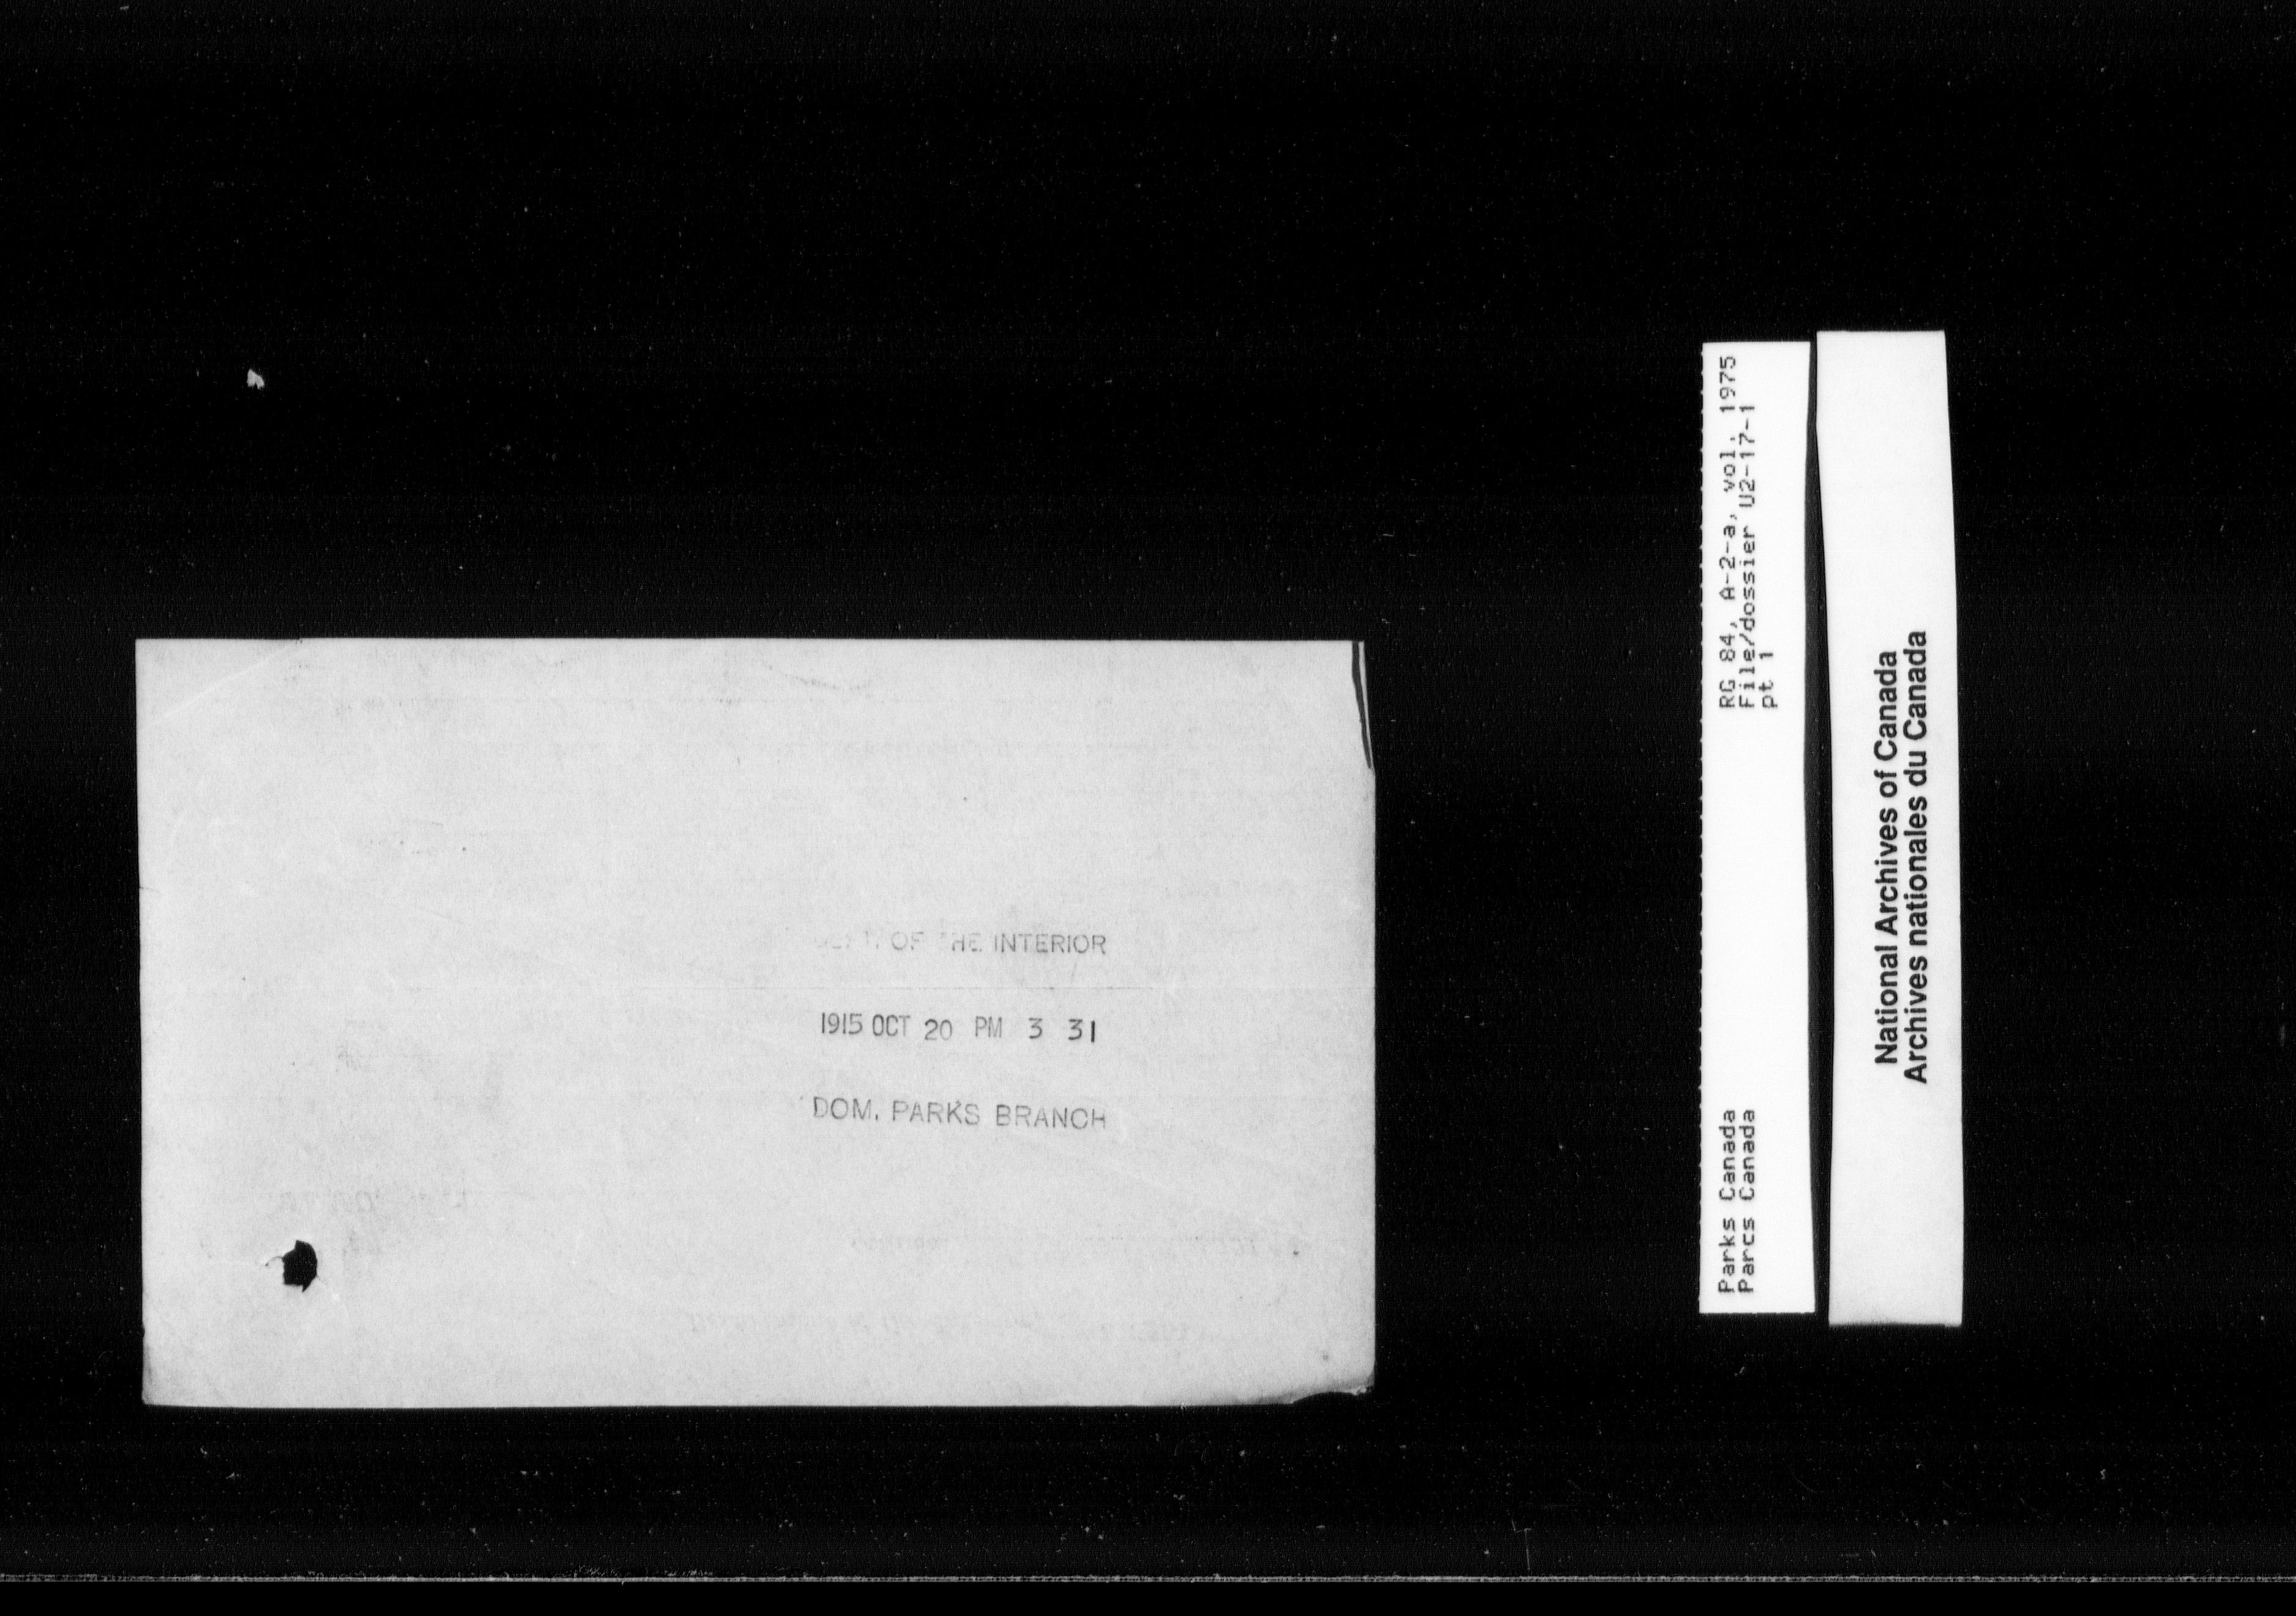 DEPT. OF THE INTERIOR
1915 OCT 20 PM 3 31
DOM. PARKS BRANCH
Parks Canada
Parcs Canada
RG 84, A-2-a, vol. 1975
File/dossier U2-17-1
pt 1
National Archives of Canada
Archives nationales du Canada